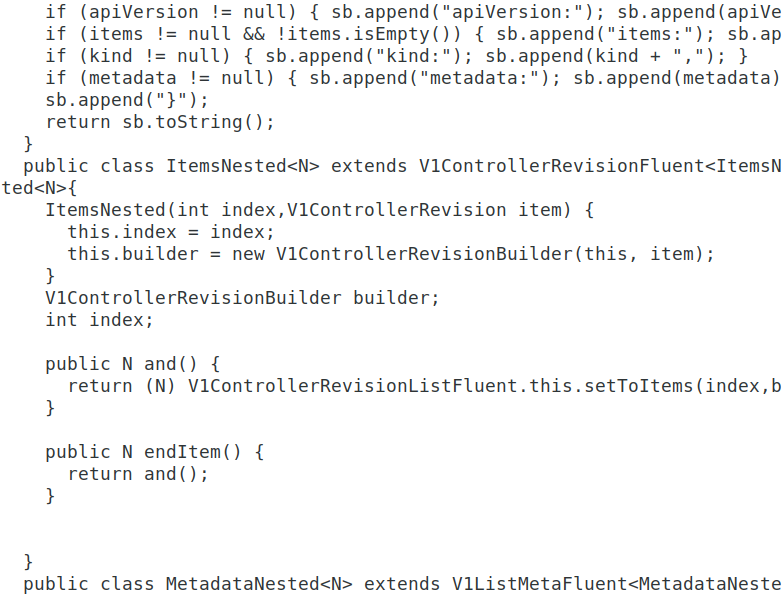 if (apiVersion != null) { sb.append("apiVersion:"); sb.append(apiVe
    if (items != null && !items.isEmpty()) { sb.append("items:"); sb.ap
    if (kind != null) { sb.append("kind:"); sb.append(kind + ","); }
    if (metadata != null) { sb.append("metadata:"); sb.append(metadata)
    sb.append("}");
    return sb.toString();
  }
  public class ItemsNested<N> extends V1ControllerRevisionFluent<ItemsN
ted<N>{
    ItemsNested(int index,V1ControllerRevision item) {
      this.index = index;
      this.builder = new V1ControllerRevisionBuilder(this, item);
    }
    V1ControllerRevisionBuilder builder;
    int index;

    public N and() {
      return (N) V1ControllerRevisionListFluent.this.setToItems(index,b
    }

    public N endItem() {
      return and();
    }


  }
  public class MetadataNested<N> extends V1ListMetaFluent<MetadataNeste